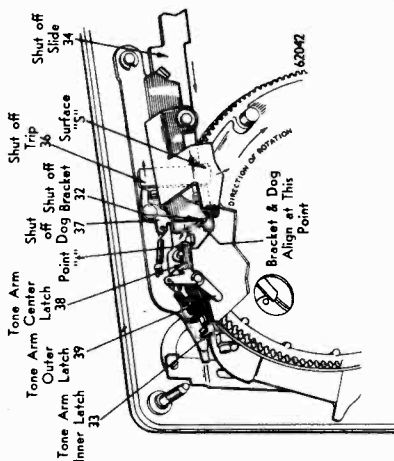 Tone Arm
Inner Latch
33
Tone Arm
Outer
Latch
39
Tone Arm
Center
Latch
38
Point
Shut
off
Dog
37
Shut off
Bracket
32
Shut off
Trip
36
Surface
"S"
Shut off
Slide
34
DIRECTION OF ROTATION
62042
Bracket & Dog
Align at This
Point